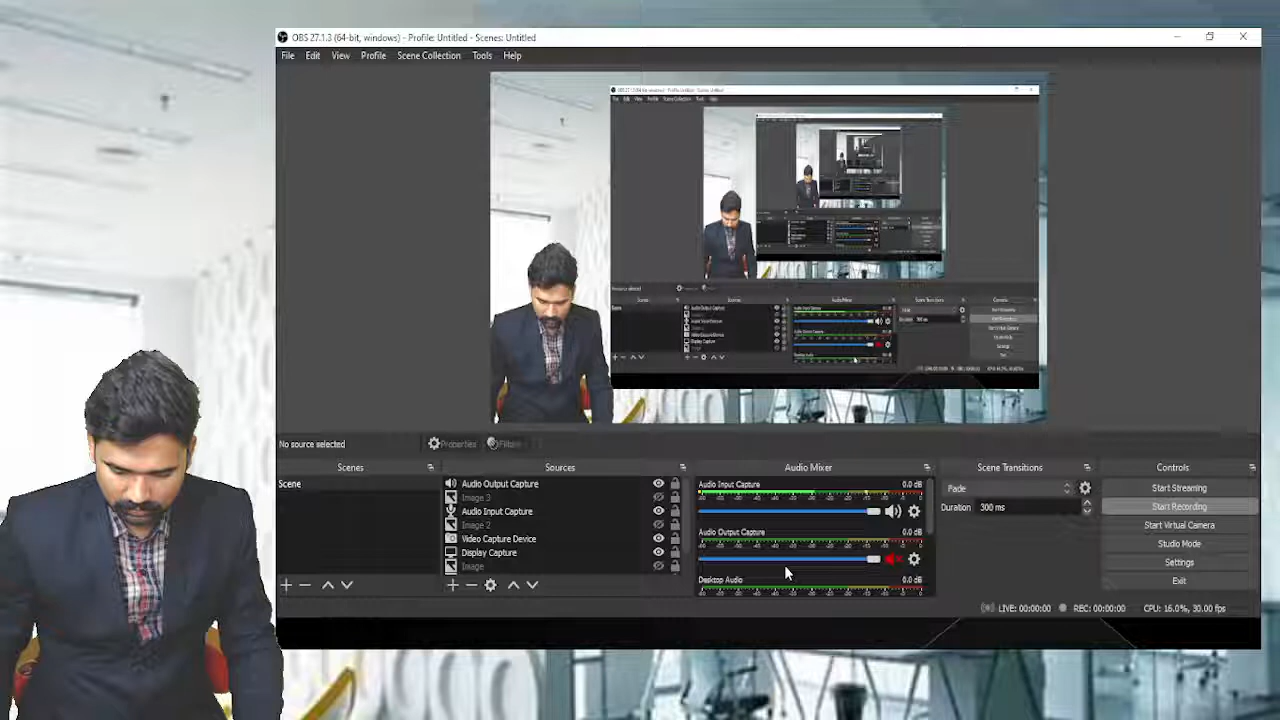 OBS 27.1.3 (64-bit, windows) - Profile: Untitled - Scenes: Untitled
File Edit View Profile Scene Collection Tools Help
No source selected
Properties
Filters
Scenes
Sources
Audio Mixer
Scene Transitions
Controls
Scene
Audio Output Capture
Image 3
Audio Input Capture
Image 2
Video Capture Device
Display Capture
Image
Audio Input Capture 0.0 dB
Audio Output Capture 0.0 dB
Desktop Audio 0.0 dB
Fade
Duration 300 ms
Start Streaming
Start Recording
Start Virtual Camera
Studio Mode
Settings
Exit
LIVE: 00:00:00 REC: 00:00:00 CPU: 16.0%, 30.00 fps